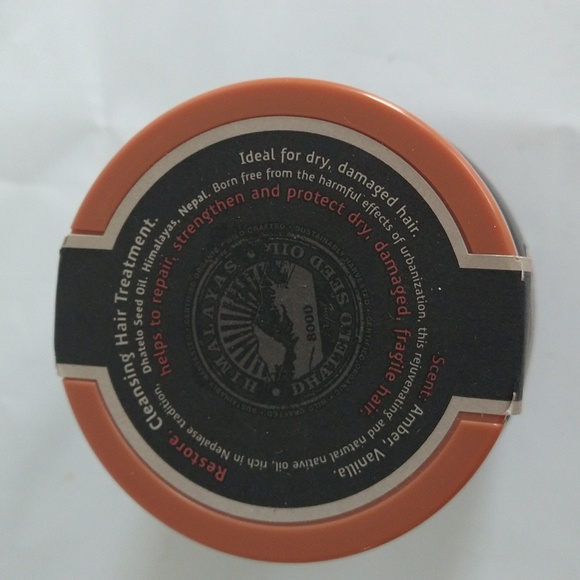 Restore. Cleansing Hair Treatment.
Ideal for dry, damaged hair.
Scent: Amber, Vanilla.
Dhatelo Seed Oil, Himalayas, Nepal. Born free from the harmful effects of urbanization, this rejuvenating and natural native oil, rich in Nepalese tradition,
helps to repair, strengthen and protect dry, damaged, fragile hair.
HIMALAYAS • DHATELO SEED OIL •
8000